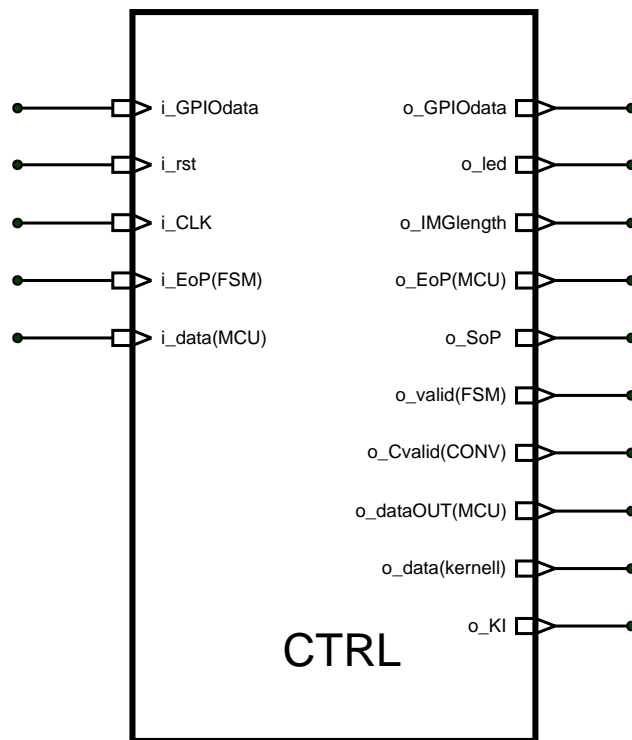 i_GPIOdata o_GPIOdata
i_rst o_led
i_CLK o_IMGlength
i_EoP(FSM) o_EoP(MCU)
i_data(MCU) o_SoP
o_valid(FSM)
o_Cvalid(CONV)
o_dataOUT(MCU)
o_data(kernell)
o_KI
CTRL